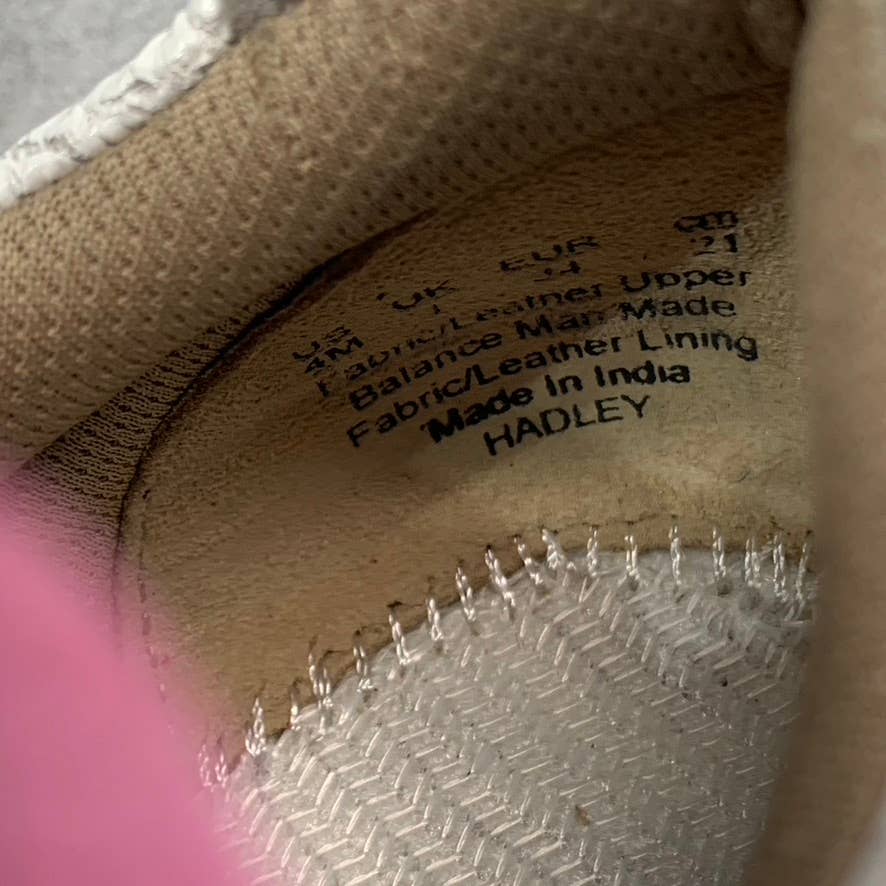 US UK EUR cm
4M 1 21
Fabric/Leather Upper
Balance Man Made
Fabric/Leather Lining
Made In India
HADLEY